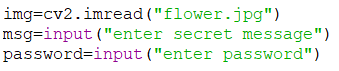 img=cv2.imread("flower.jpg")
msg=input("enter secret message")
password=input("enter password")